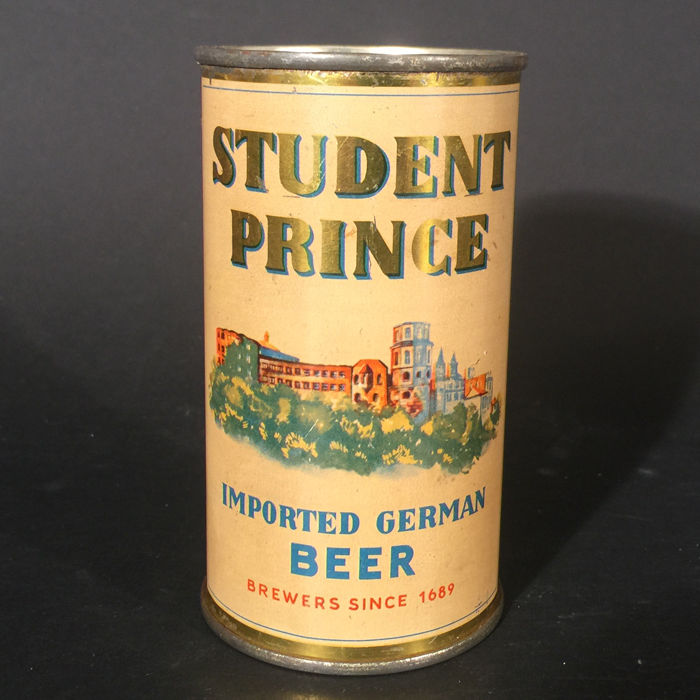 STUDENT
PRINCE
IMPORTED GERMAN
BEER
BREWERS SINCE 1689